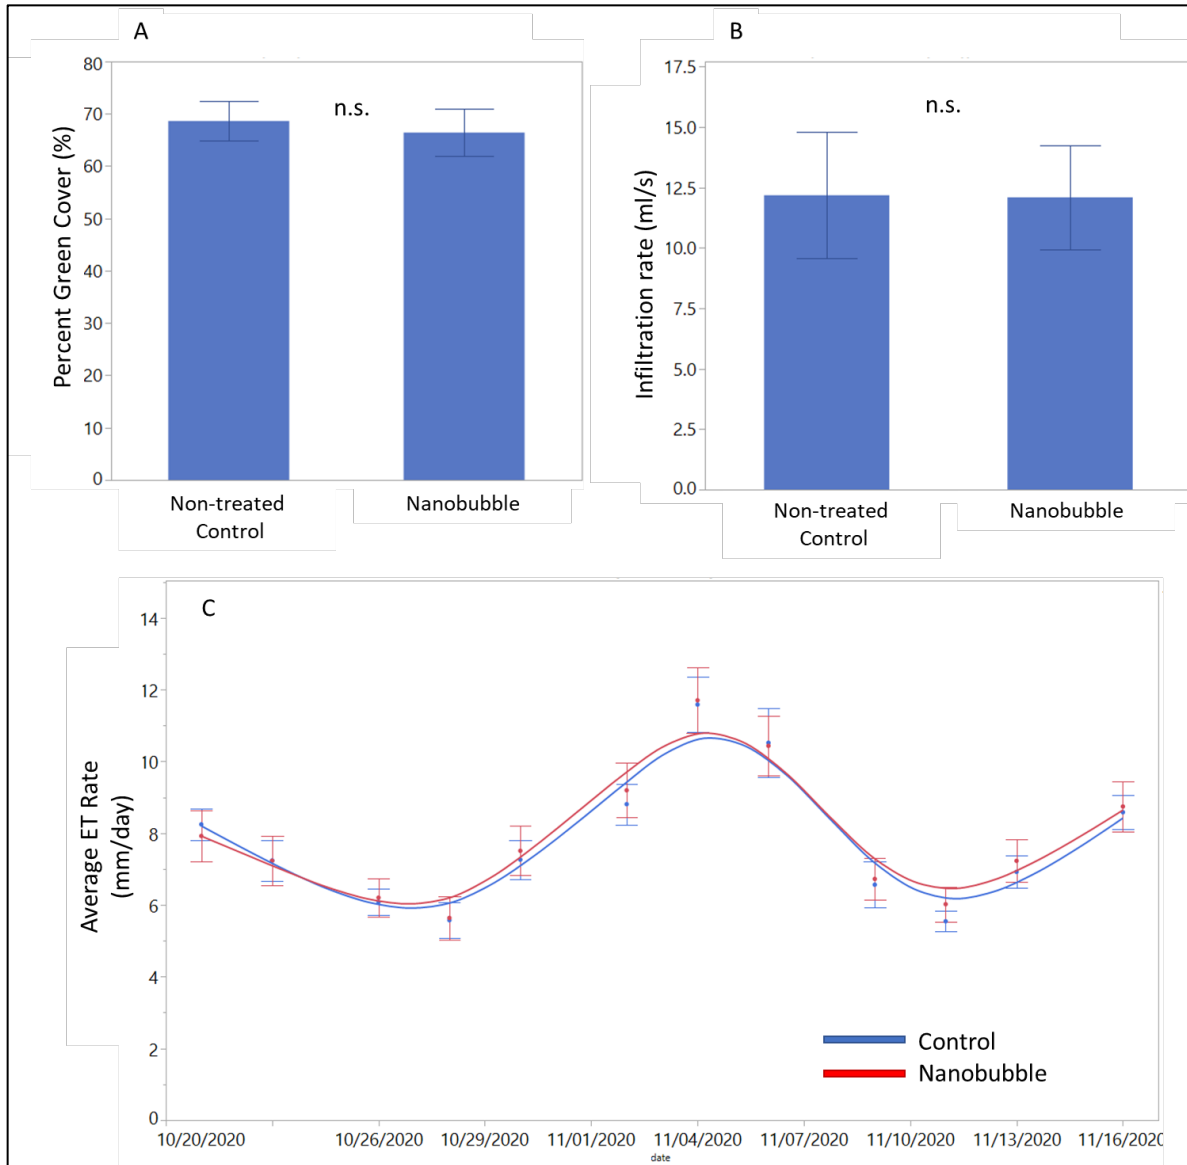 A
Percent Green Cover (%)
80
70
60
50
40
30
20
10
0
n.s.
Non-treated
Control
Nanobubble
B
Infiltration rate (ml/s)
17.5
15.0
12.5
10.0
7.5
5.0
2.5
0.0
n.s.
Non-treated
Control
Nanobubble
C
Average ET Rate
(mm/day)
14
12
10
8
6
4
2
0
Control
Nanobubble
10/20/2020 10/26/2020 10/29/2020 11/01/2020 11/04/2020 11/07/2020 11/10/2020 11/13/2020 11/16/2020
date